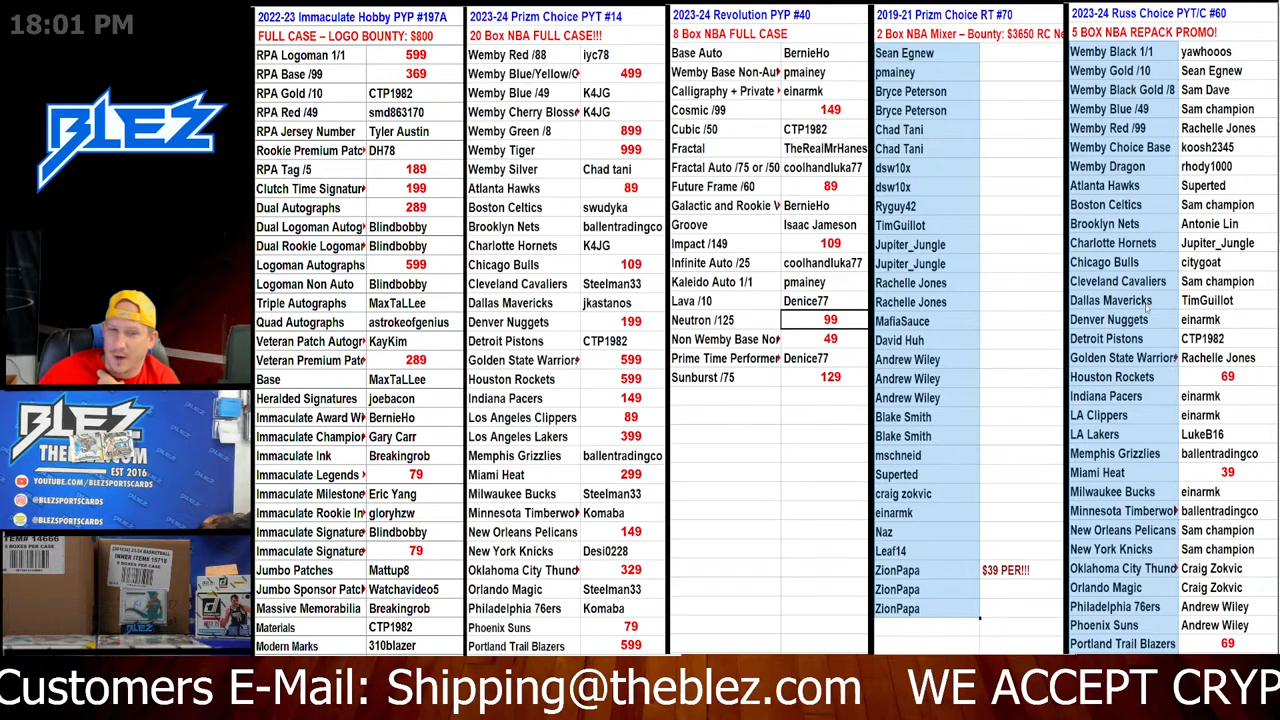 18:01 PM
BLEZ
BLEZ
EST 2016
YOUTUBE.COM/BLEZSPORTSCARDS
@BLEZSPORTSCARDS
@BLEZSPORTSCARDS
ITEM# 14666
INNER ITEM# 15718
BLEZ
2022-23 Immaculate Hobby PYP #197A
FULL CASE – LOGO BOUNTY: $800
RPA Logoman 1/1 599
RPA Base /99 369
RPA Gold /10 CTP1982
RPA Red /49 smd863170
RPA Jersey Number Tyler Austin
Rookie Premium Patc DH78
RPA Tag /5 189
Clutch Time Signatur 199
Dual Autographs 289
Dual Logoman Autog Blindbobby
Dual Rookie Logomar Blindbobby
Logoman Autographs 599
Logoman Non Auto Blindbobby
Triple Autographs MaxTaLLee
Quad Autographs astrokeofgenius
Veteran Patch Autogr KayKim
Veteran Premium Pat 289
Base MaxTaLLee
Heralded Signatures joebacon
Immaculate Award W BernieHo
Immaculate Champio Gary Carr
Immaculate Ink Breakingrob
Immaculate Legends 79
Immaculate Milestone Eric Yang
Immaculate Rookie In gloryhzw
Immaculate Signature Blindbobby
Immaculate Signature 79
Jumbo Patches Mattup8
Jumbo Sponsor Patc Watchavideo5
Massive Memorabilia Breakingrob
Materials CTP1982
Modern Marks 310blazer
2023-24 Prizm Choice PYT #14
20 Box NBA FULL CASE!!!
Wemby Red /88 iyc78
Wemby Blue/Yellow/G 499
Wemby Blue /49 K4JG
Wemby Cherry Blosso K4JG
Wemby Green /8 899
Wemby Tiger 999
Wemby Silver Chad tani
Atlanta Hawks 89
Boston Celtics swudyka
Brooklyn Nets ballentradingco
Charlotte Hornets K4JG
Chicago Bulls 109
Cleveland Cavaliers Steelman33
Dallas Mavericks jkastanos
Denver Nuggets 199
Detroit Pistons CTP1982
Golden State Warrior 599
Houston Rockets 599
Indiana Pacers 149
Los Angeles Clippers 89
Los Angeles Lakers 399
Memphis Grizzlies ballentradingco
Miami Heat 299
Milwaukee Bucks Steelman33
Minnesota Timberwol Komaba
New Orleans Pelicans 149
New York Knicks Desi0228
Oklahoma City Thund 329
Orlando Magic Steelman33
Philadelphia 76ers Komaba
Phoenix Suns 79
Portland Trail Blazers 599
2023-24 Revolution PYP #40
8 Box NBA FULL CASE
Base Auto BernieHo
Wemby Base Non-Au pmainey
Calligraphy + Private einarmk
Cosmic /99 149
Cubic /50 CTP1982
Fractal TheRealMrHanes
Fractal Auto /75 or /50 coolhandluka77
Future Frame /60 89
Galactic and Rookie V BernieHo
Groove Isaac Jameson
Impact /149 109
Infinite Auto /25 coolhandluka77
Kaleido Auto 1/1 pmainey
Lava /10 Denice77
Neutron /125 99
Non Wemby Base Nor 49
Prime Time Performer Denice77
Sunburst /75 129
2019-21 Prizm Choice RT #70
2 Box NBA Mixer – Bounty: $3650 RC Ne
Sean Egnew
pmainey
Bryce Peterson
Bryce Peterson
Chad Tani
Chad Tani
dsw10x
dsw10x
Ryguy42
TimGuillot
Jupiter_Jungle
Jupiter_Jungle
Rachelle Jones
Rachelle Jones
MafiaSauce
David Huh
Andrew Wiley
Andrew Wiley
Andrew Wiley
Blake Smith
Blake Smith
mschneid
Superted
craig zokvic
einarmk
Naz
Leaf14
ZionPapa $39 PER!!!
ZionPapa
ZionPapa
2023-24 Russ Choice PYT/C #60
5 BOX NBA REPACK PROMO!
Wemby Black 1/1 yawhooos
Wemby Gold /10 Sean Egnew
Wemby Black Gold /8 Sam Dave
Wemby Blue /49 Sam champion
Wemby Red /99 Rachelle Jones
Wemby Choice Base koosh2345
Wemby Dragon rhody1000
Atlanta Hawks Superted
Boston Celtics Sam champion
Brooklyn Nets Antonie Lin
Charlotte Hornets Jupiter_Jungle
Chicago Bulls citygoat
Cleveland Cavaliers Sam champion
Dallas Mavericks TimGuillot
Denver Nuggets einarmk
Detroit Pistons CTP1982
Golden State Warrior Rachelle Jones
Houston Rockets 69
Indiana Pacers einarmk
LA Clippers einarmk
LA Lakers LukeB16
Memphis Grizzlies ballentradingco
Miami Heat 39
Milwaukee Bucks einarmk
Minnesota Timberwo ballentradingco
New Orleans Pelicans Sam champion
New York Knicks Sam champion
Oklahoma City Thund Craig Zokvic
Orlando Magic Craig Zokvic
Philadelphia 76ers Andrew Wiley
Phoenix Suns Andrew Wiley
Portland Trail Blazers 69
Customers E-Mail: Shipping@theblez.com WE ACCEPT CRYP